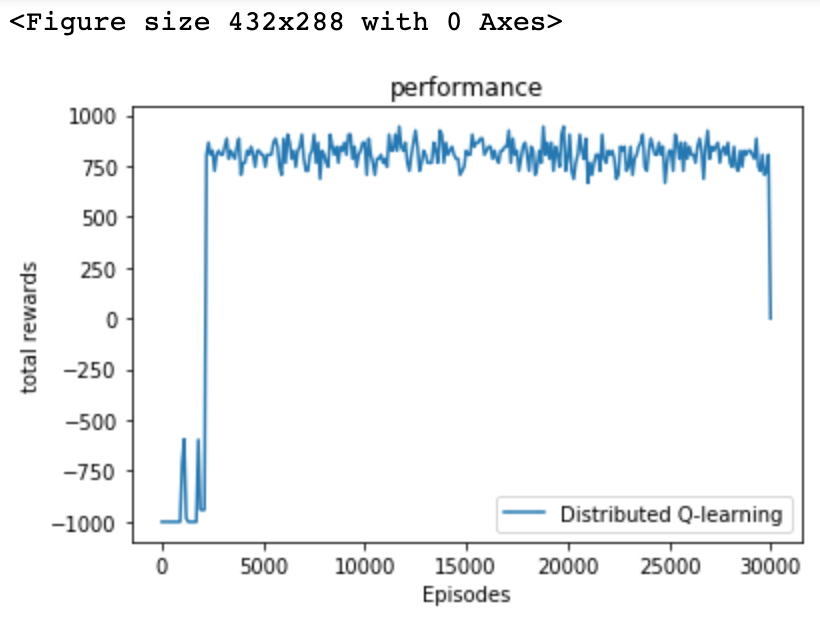 <Figure size 432x288 with 0 Axes>
performance
1000
750
500
250
0
−250
−500
−750
−1000
total rewards
Distributed Q-learning
0 5000 10000 15000 20000 25000 30000
Episodes